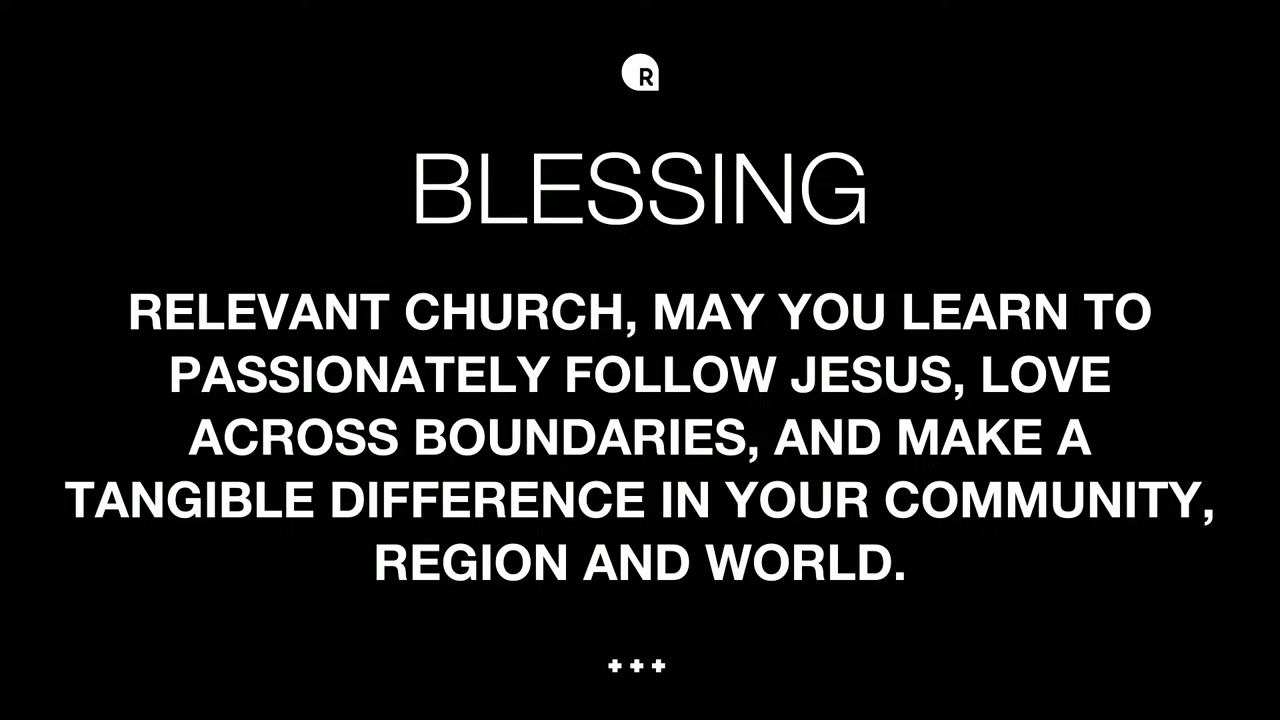 R
BLESSING
RELEVANT CHURCH, MAY YOU LEARN TO
PASSIONATELY FOLLOW JESUS, LOVE
ACROSS BOUNDARIES, AND MAKE A
TANGIBLE DIFFERENCE IN YOUR COMMUNITY,
REGION AND WORLD.
+++